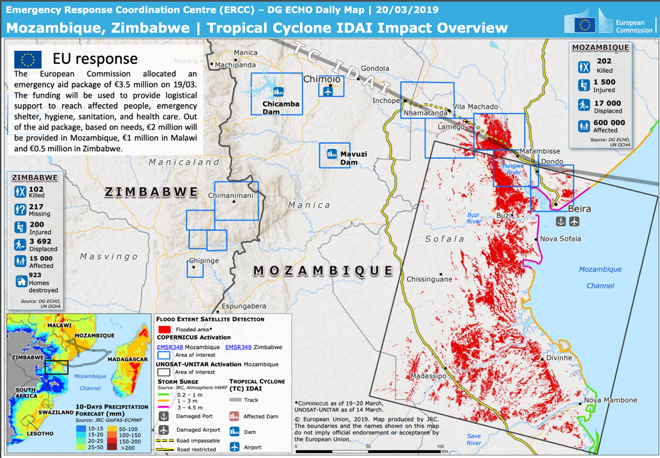 Emergency Response Coordination Centre (ERCC) – DG ECHO Daily Map | 20/03/2019
Mozambique, Zimbabwe | Tropical Cyclone IDAI Impact Overview
European
Commission
EU response
The European Commission allocated an
emergency aid package of €3.5 million on 19/03.
The funding will be used to provide logistical
support to reach affected people, emergency
shelter, hygiene, sanitation, and health care. Out
of the aid package, based on needs, €2 million will
be provided in Mozambique, €1 million in Malawi
and €0.5 million in Zimbabwe.
ZIMBABWE
102
Killed
217
Missing
200
Injured
3 692
Displaced
15 000
Affected
923
Homes
destroyed
Source: DG ECHO,
UN OCHA
MOZAMBIQUE
202
Killed
1 500
Injured
17 000
Displaced
600 000
Affected
Source: DG ECHO,
UN OCHA
TC IDAI
Manica
Machipanda
Chimoio
Gondola
Chicamba
Dam
Inchope
Nhamatanda
Vila Machado
Lamego
Mafambisse
Dondo
Pungwe
River
Mavuzi
Dam
Manicaland
ZIMBABWE
Chimanimani
Manica
Masvingo
Chipinge
MOZAMBIQUE
Espungabera
Beira
Buzi
River
Buzi
Sofala
Nova Sofala
Chissinguane
Mozambique
Channel
Divinhe
Madassipo
Nova Mambone
Save
River
MALAWI
MOZAMBIQUE
ZIMBABWE
MADAGASCAR
Mozambique
Channel
SOUTH
AFRICA
SWAZILAND
LESOTHO
10-DAYS PRECIPITATION
FORECAST (mm)
Source: JRC GloFAS-ECMWF
10-15
15-20
20-25
25-50
50-100
100-150
150-200
>200
FLOOD EXTENT SATELLITE DETECTION
Flooded area*
COPERNICUS ACTIVATION
EMSR348 Mozambique EMSR349 Zimbabwe
Area of interest
UNOSAT-UNITAR ACTIVATION Mozambique
Area of interest
STORM SURGE
Source: JRC, Atmospheric HWRF
0.2 – 1 m
1 – 3 m
3 – 4.5 m
Damaged Port
Damaged Airport
Road impassable
Road restricted
TROPICAL CYCLONE
(TC) IDAI
Track
Affected Dam
Dam
Airport
*COPERNICUS as of 19–20 March,
UNOSAT-UNITAR as of 14 March.
© European Union, 2019. Map produced by JRC.
The boundaries and the names shown on this map
do not imply official endorsement or acceptance by
the European Union.
0
50
100